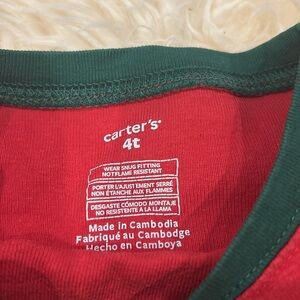 carter's®
4t
WEAR SNUG FITTING
NOT FLAME RESISTANT
PORTER L'AJUSTEMENT SERRÉ
NON ÉTANCHE AUX FLAMMES
DESGASTE CÓMODO MONTAJE
NO RESISTENTE A LA LLAMA
Made in Cambodia
Fabriqué au Cambodge
Hecho en Camboya